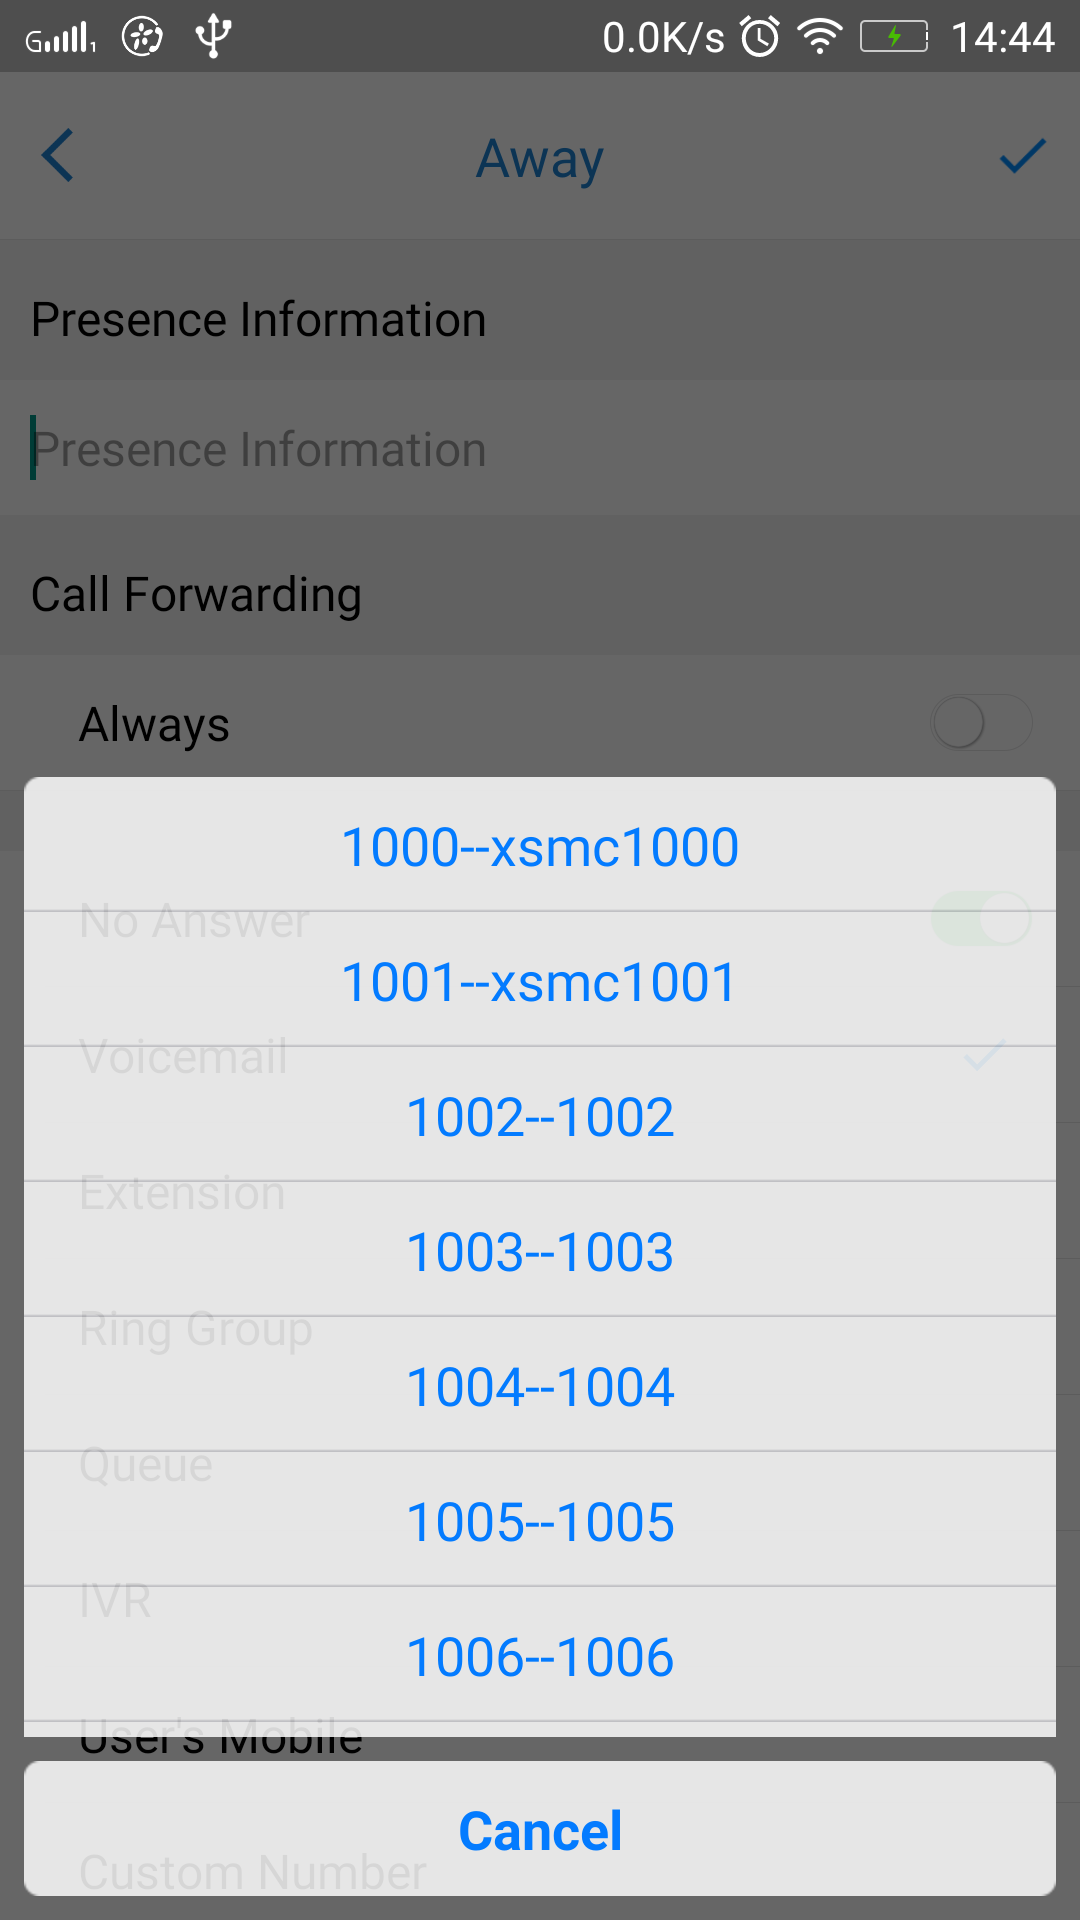 G 1 0.0K/s 14:44
Away
Presence Information
Presence Information
Call Forwarding
Always
1000--xsmc1000
No Answer
1001--xsmc1001
Voicemail
1002--1002
Extension
1003--1003
Ring Group
1004--1004
Queue
1005--1005
IVR
1006--1006
User's Mobile
Cancel
Custom Number